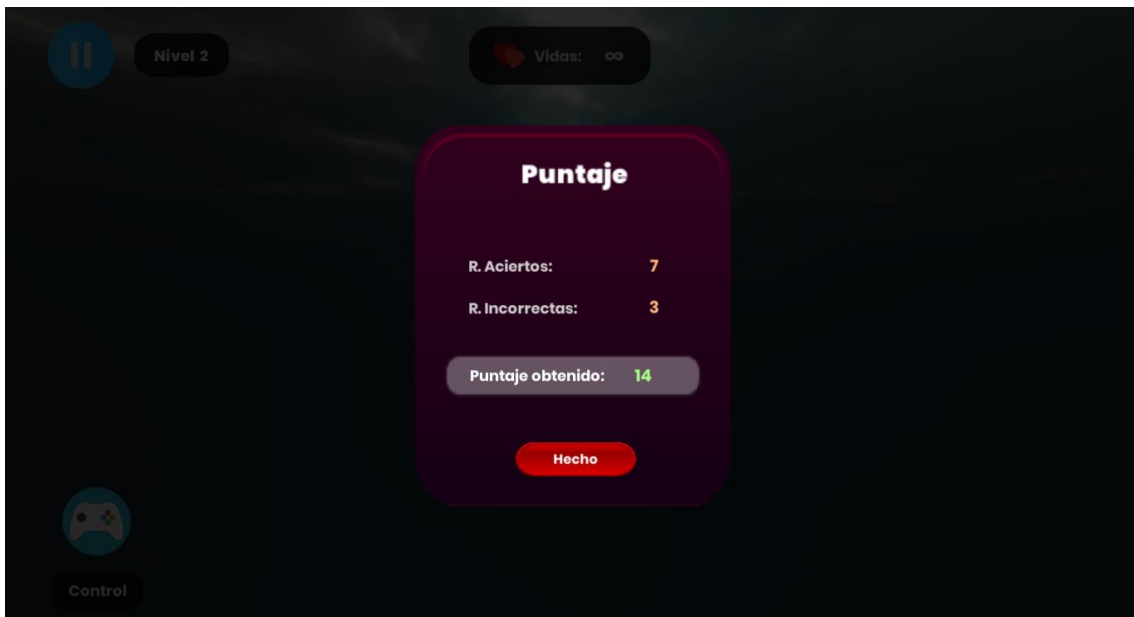 Nivel 2
Vidas: ∞
Puntaje
R. Aciertos: 7
R. Incorrectas: 3
Puntaje obtenido: 14
Hecho
Control